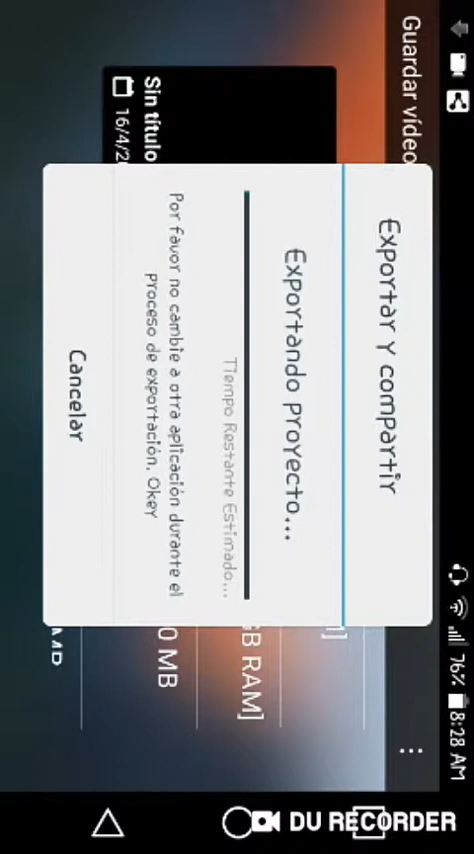 76% 8:28 AM
Guardar vídeo
Exportar y compartir
Exportando proyecto...
Tiempo Restante Estimado...
Por favor no cambie a otra aplicación durante el
proceso de exportación. Okey
Cancelar
Sin título
16/4/2
GB RAM]
0 MB
DU RECORDER